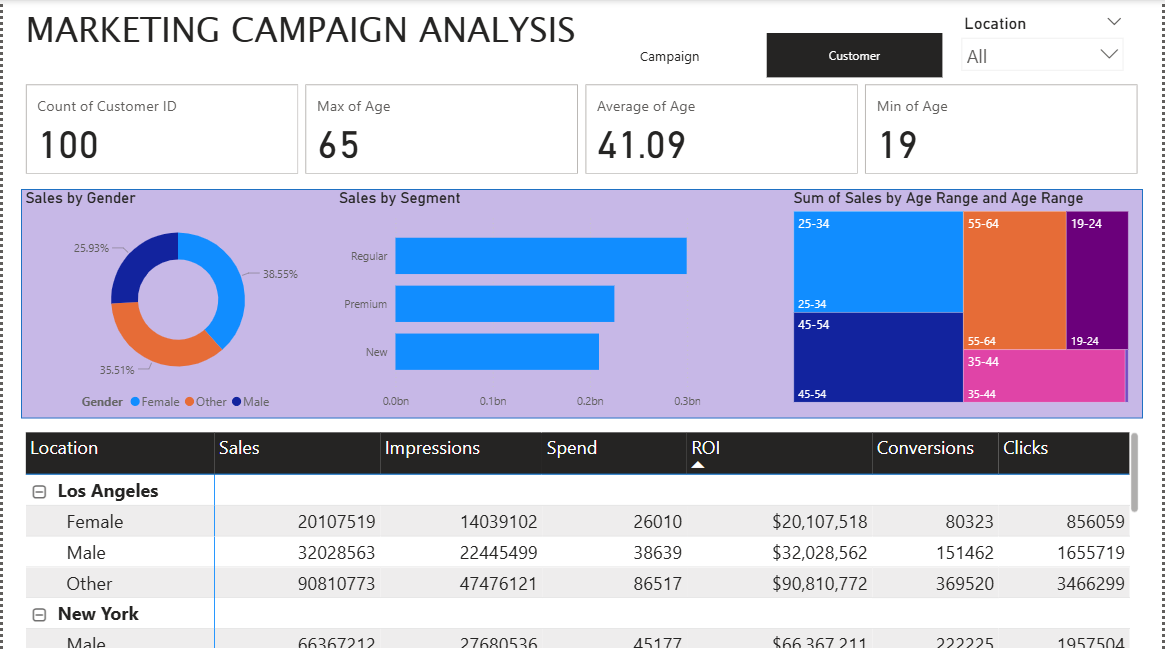 MARKETING CAMPAIGN ANALYSIS
Campaign
Customer
Location
All
Count of Customer ID
100
Max of Age
65
Average of Age
41.09
Min of Age
19
Sales by Gender
25.93%
38.55%
35.51%
Gender Female Other Male
Sales by Segment
Regular
Premium
New
0.0bn 0.1bn 0.2bn 0.3bn
Sum of Sales by Age Range and Age Range
25-34
25-34
45-54
45-54
55-64
55-64
19-24
19-24
35-44
35-44
Location Sales Impressions Spend ROI Conversions Clicks
Los Angeles
Female 20107519 14039102 26010 $20,107,518 80323 856059
Male 32028563 22445499 38639 $32,028,562 151462 1655719
Other 90810773 47476121 86517 $90,810,772 369520 3466299
New York
Male 66367212 27680536 45177 $66,367,211 222225 1957504